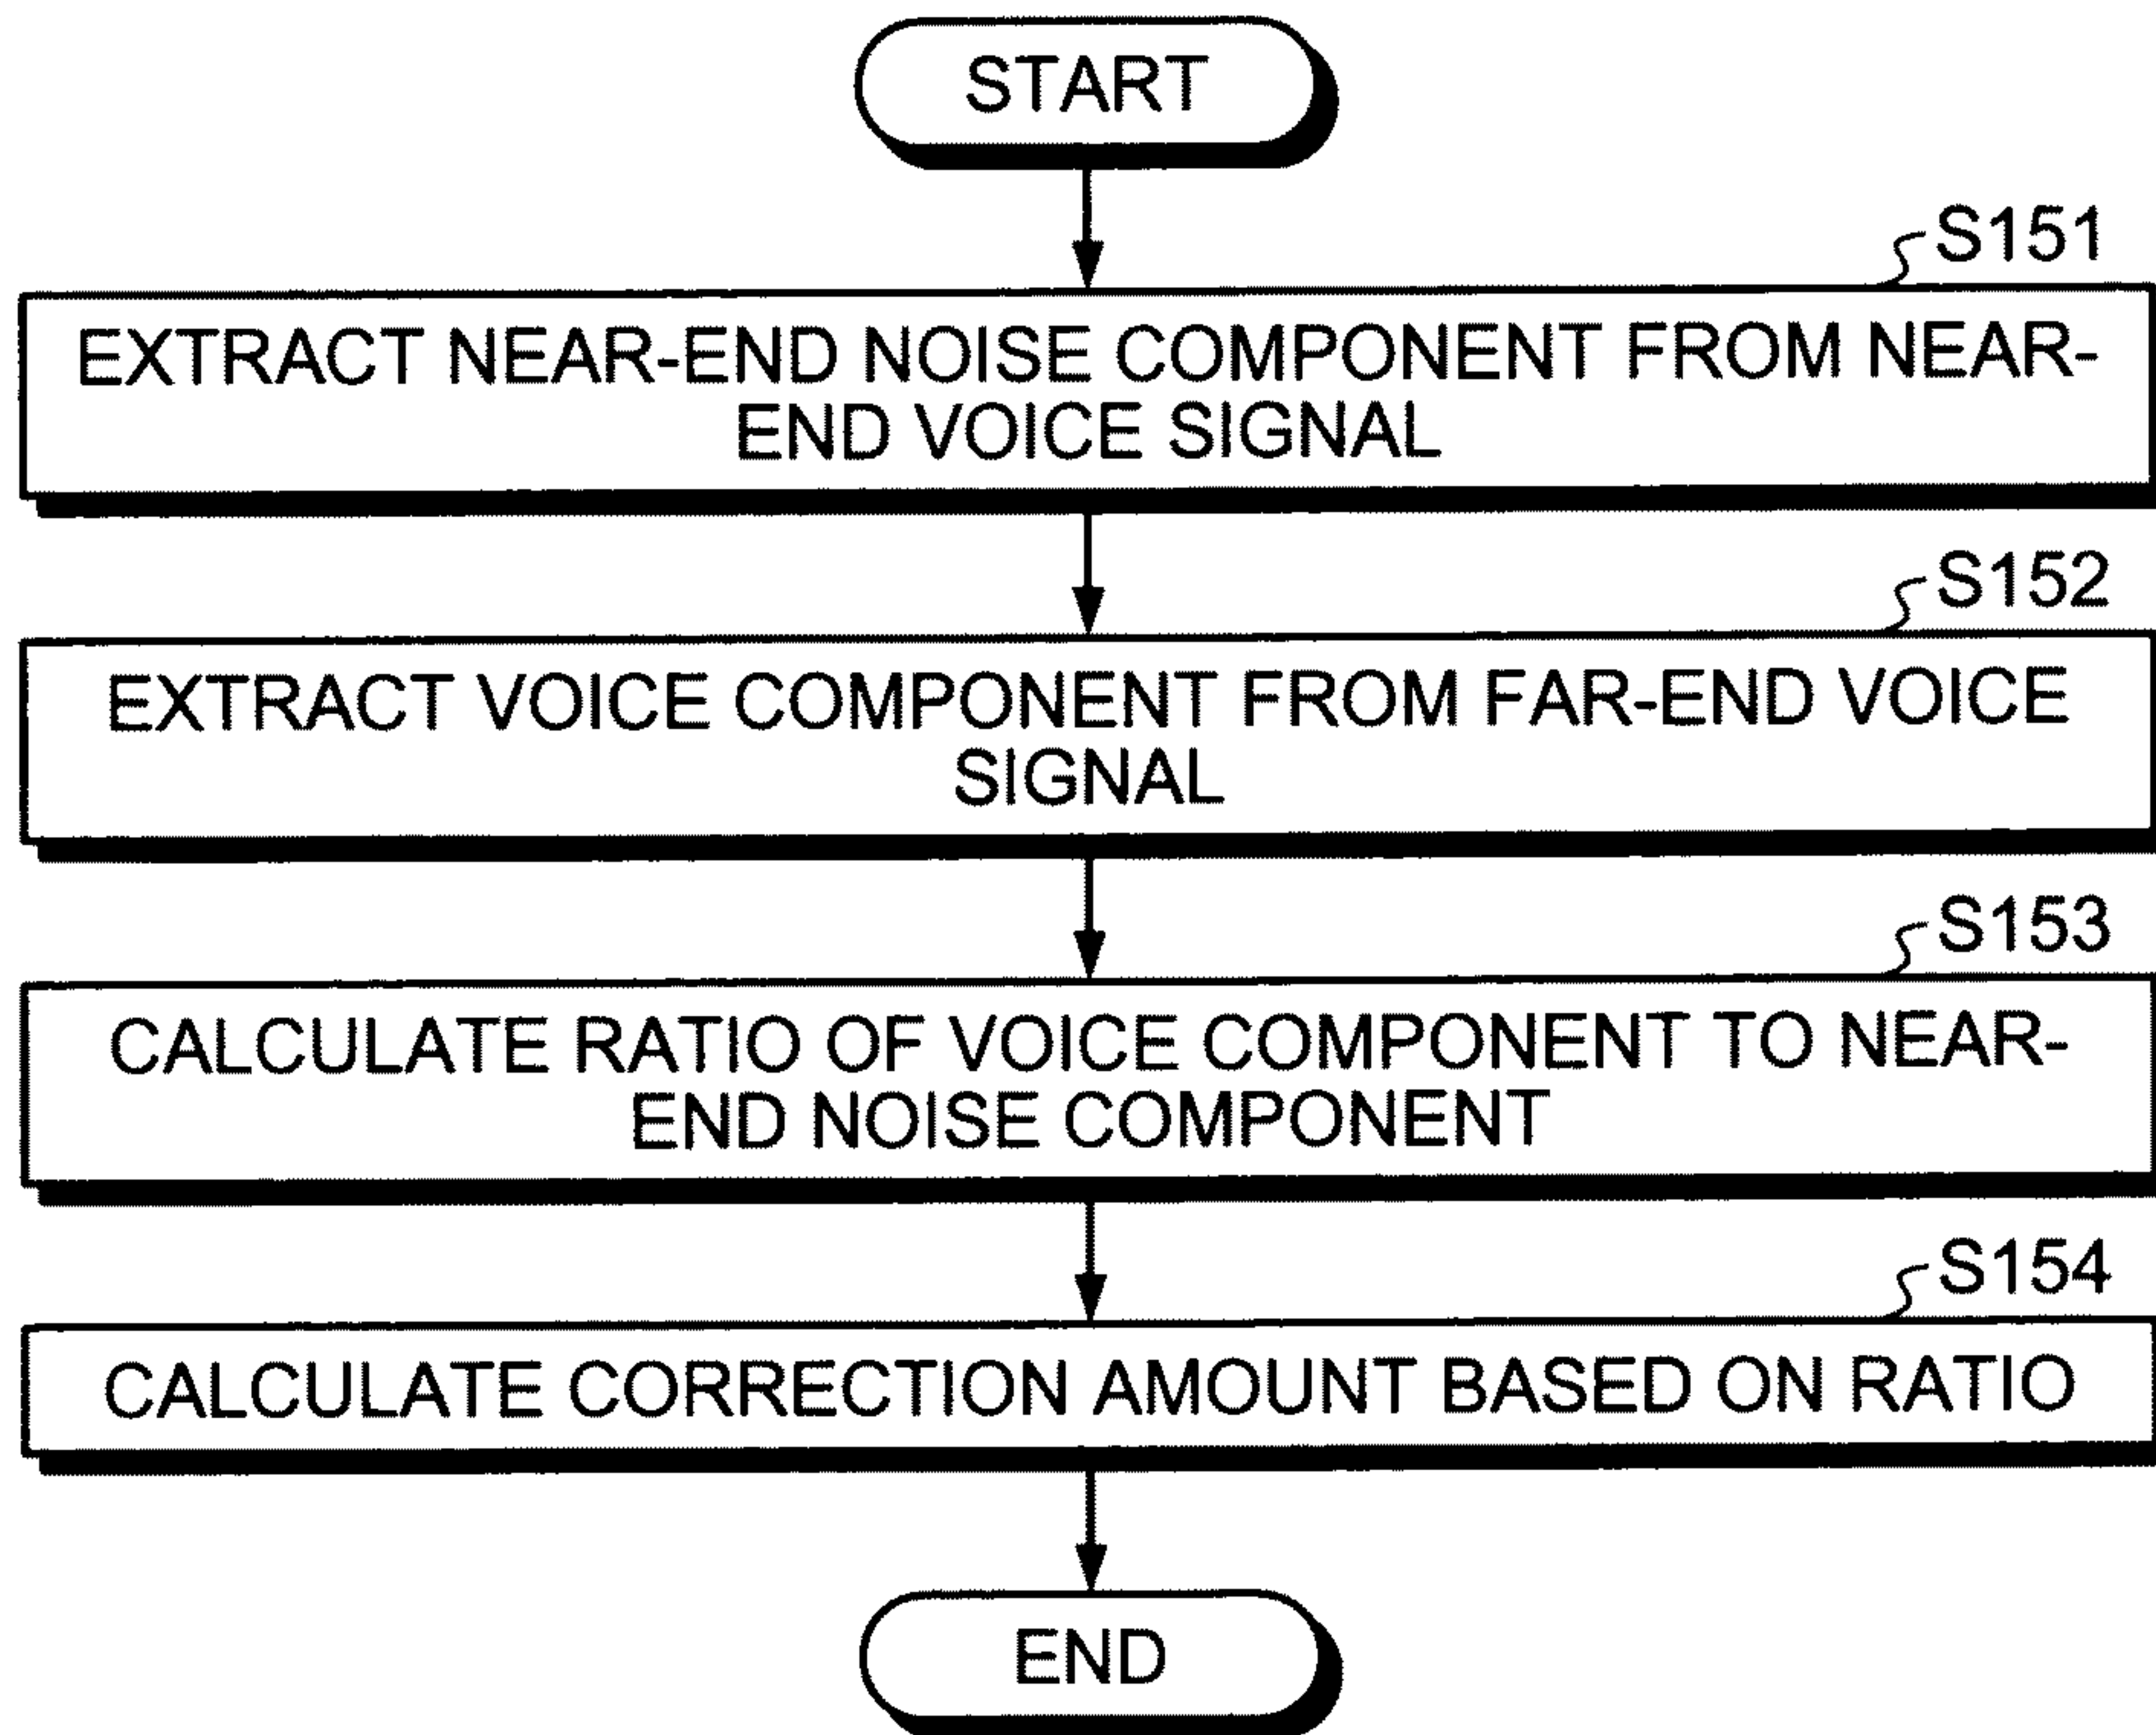 START
S151
EXTRACT NEAR-END NOISE COMPONENT FROM NEAR-
END VOICE SIGNAL
S152
EXTRACT VOICE COMPONENT FROM FAR-END VOICE
SIGNAL
S153
CALCULATE RATIO OF VOICE COMPONENT TO NEAR-
END NOISE COMPONENT
S154
CALCULATE CORRECTION AMOUNT BASED ON RATIO
END